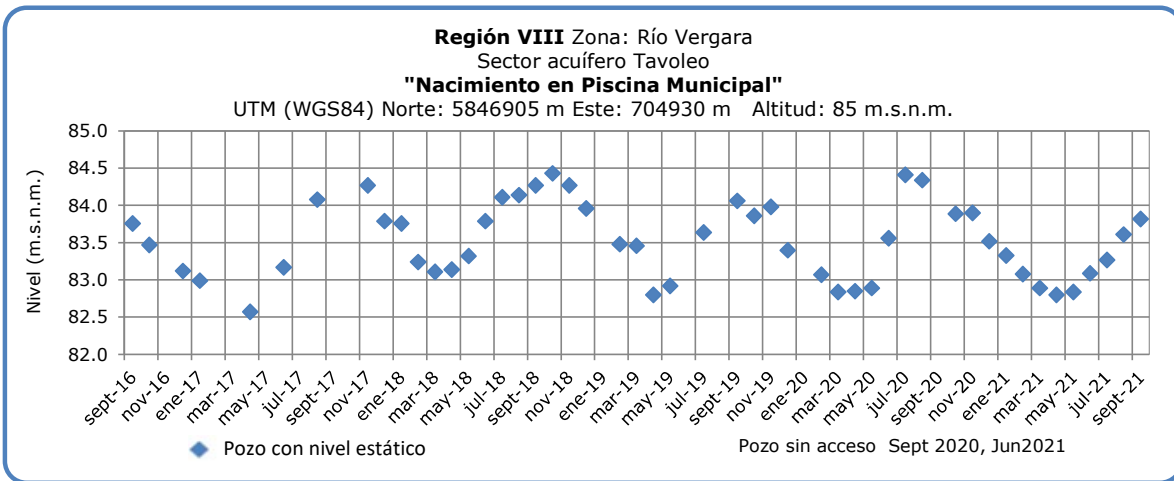 Región VIII Zona: Río Vergara
Sector acuífero Tavoleo
"Nacimiento en Piscina Municipal"
UTM (WGS84) Norte: 5846905 m Este: 704930 m Altitud: 85 m.s.n.m.
Nivel (m.s.n.m.)
85.0
84.5
84.0
83.5
83.0
82.5
82.0
sept-16
nov-16
ene-17
mar-17
may-17
jul-17
sept-17
nov-17
ene-18
mar-18
may-18
jul-18
sept-18
nov-18
ene-19
mar-19
may-19
jul-19
sept-19
nov-19
ene-20
mar-20
may-20
jul-20
sept-20
nov-20
ene-21
mar-21
may-21
jul-21
sept-21
Pozo con nivel estático
Pozo sin acceso Sept 2020, Jun2021